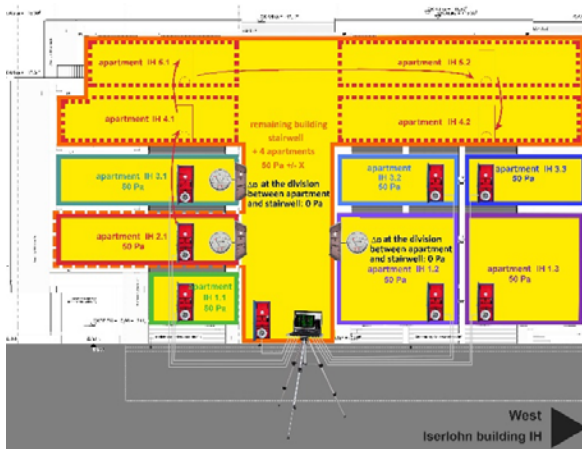 apartment IH 5.1
apartment IH 5.2
apartment IH 4.1
apartment IH 4.2
remaining building
stairwell
+ 4 apartments
50 Pa +/- X
apartment IH 3.1
50 Pa
Δp at the division
between apartment
and stairwell: 0 Pa
IH 3.2
50 Pa
apartment IH 3.3
50 Pa
apartment IH 2.1
50 Pa
Δp at the division
between apartment
and stairwell: 0 Pa
apartment IH 1.2
50 Pa
apartment IH 1.3
50 Pa
apartment
IH 1.1
50 Pa
West
Iserlohn building IH